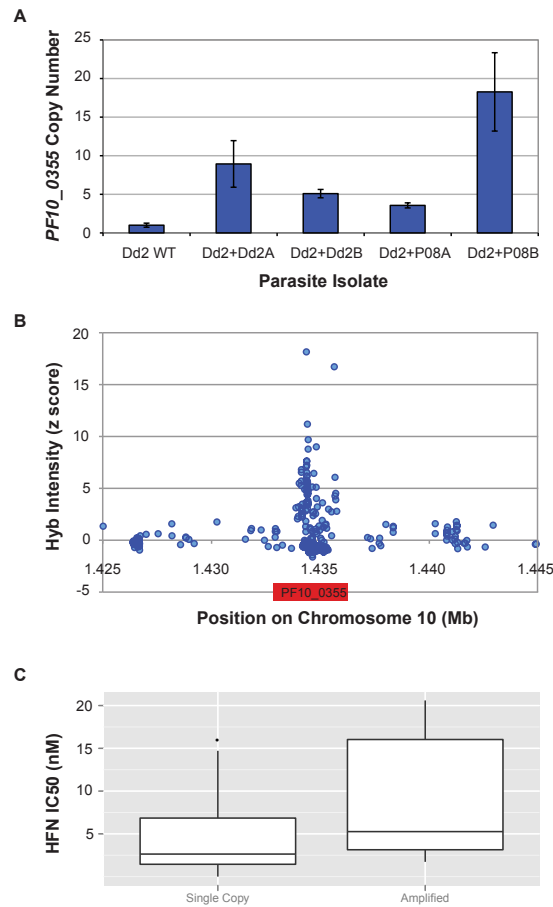 A
PF10_0355 Copy Number
25
20
15
10
5
0
Dd2 WT
Dd2+Dd2A
Dd2+Dd2B
Dd2+P08A
Dd2+P08B
Parasite Isolate
B
Hyb Intensity (z score)
20
15
10
5
0
-5
1.425
1.430
1.435
1.440
1.445
PF10_0355
Position on Chromosome 10 (Mb)
C
HFN IC50 (nM)
20
15
10
5
Single Copy
Amplified